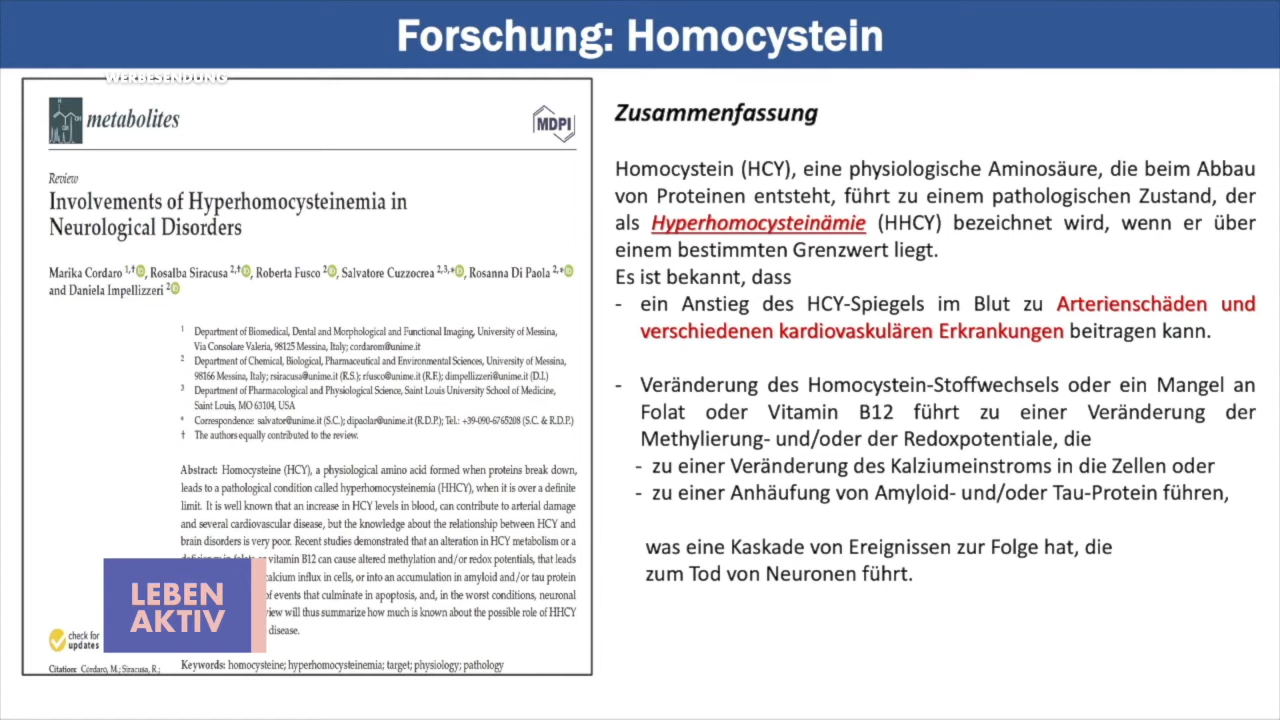 Forschung: Homocystein
WERBESENDUNG
metabolites
MDPI
Review
Involvements of Hyperhomocysteinemia in
Neurological Disorders
Marika Cordaro 1,†, Rosalba Siracusa 2,†, Roberta Fusco 2, Salvatore Cuzzocrea 2,3,*, Rosanna Di Paola 2,*
and Daniela Impellizzeri 2
1 Department of Biomedical, Dental and Morphological and Functional Imaging, University of Messina,
Via Consolare Valeria, 98125 Messina, Italy; cordarom@unime.it
2 Department of Chemical, Biological, Pharmaceutical and Environmental Sciences, University of Messina,
98166 Messina, Italy; rsiracusa@unime.it (R.S.); rfusco@unime.it (R.F.); dimpellizzeri@unime.it (D.I.)
3 Department of Pharmacological and Physiological Science, Saint Louis University School of Medicine,
Saint Louis, MO 63104, USA
* Correspondence: salvator@unime.it (S.C.); dipaolar@unime.it (R.D.P.); Tel.: +39-090-6765208 (S.C. & R.D.P.)
† The authors equally contributed to the review.
Abstract: Homocysteine (HCY), a physiological amino acid formed when proteins break down,
leads to a pathological condition called hyperhomocysteinemia (HHCY), when it is over a definite
limit. It is well known that an increase in HCY levels in blood, can contribute to arterial damage
and several cardiovascular disease, but the knowledge about the relationship between HCY and
brain disorders is very poor. Recent studies demonstrated that an alteration in HCY metabolism or a
vitamin B12 can cause altered methylation and/or redox potentials, that leads
calcium influx in cells, or into an accumulation in amyloid and/or tau protein
of events that culminate in apoptosis, and, in the worst conditions, neuronal
will thus summarize how much is known about the possible role of HHCY
disease.
Keywords: homocysteine; hyperhomocysteinemia; target; physiology; pathology
check for
updates
Citation: Cordaro, M.; Siracusa, R.;
LEBEN
AKTIV
Zusammenfassung
Homocystein (HCY), eine physiologische Aminosäure, die beim Abbau
von Proteinen entsteht, führt zu einem pathologischen Zustand, der
als Hyperhomocysteinämie (HHCY) bezeichnet wird, wenn er über
einem bestimmten Grenzwert liegt.
Es ist bekannt, dass
- ein Anstieg des HCY-Spiegels im Blut zu Arterienschäden und
verschiedenen kardiovaskulären Erkrankungen beitragen kann.
- Veränderung des Homocystein-Stoffwechsels oder ein Mangel an
Folat oder Vitamin B12 führt zu einer Veränderung der
Methylierung- und/oder der Redoxpotentiale, die
- zu einer Veränderung des Kalziumeinstroms in die Zellen oder
- zu einer Anhäufung von Amyloid- und/oder Tau-Protein führen,
was eine Kaskade von Ereignissen zur Folge hat, die
zum Tod von Neuronen führt.